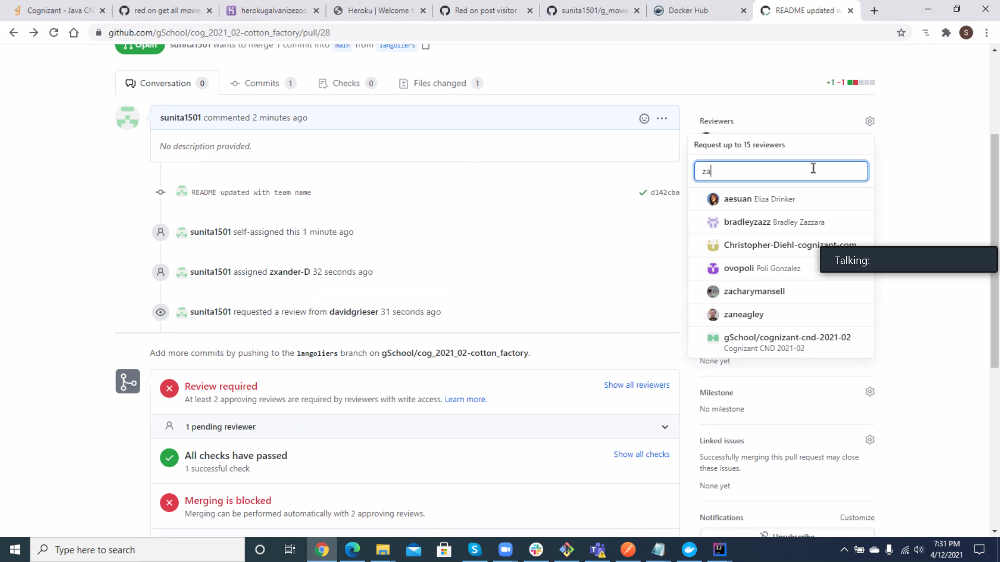 Cognizant - Java CN
red on get all movie
herokugalvanizezoo
Heroku | Welcome t
Red on post visitor
sunita1501/g_movie
Docker Hub
README updated w
github.com/gSchool/cog_2021_02-cotton_factory/pull/28
S
Open
sunita1501 wants to merge 1 commit into main from langoliers
Conversation 0
Commits 1
Checks 0
Files changed 1
+1 −1
sunita1501 commented 2 minutes ago
No description provided.
README updated with team name
d142cba
sunita1501 self-assigned this 1 minute ago
sunita1501 assigned zxander-D 32 seconds ago
sunita1501 requested a review from davidgrieser 31 seconds ago
Add more commits by pushing to the langoliers branch on gSchool/cog_2021_02-cotton_factory.
Review required
Show all reviewers
At least 2 approving reviews are required by reviewers with write access. Learn more.
1 pending reviewer
All checks have passed
Show all checks
1 successful check
Merging is blocked
Merging can be performed automatically with 2 approving reviews.
Reviewers
Request up to 15 reviewers
za
aesuan Eliza Drinker
bradleyzazz Bradley Zazzara
Christopher-Diehl-cognizant-com
Talking:
ovopoli Poli Gonzalez
zacharymansell
zaneagley
gSchool/cognizant-cnd-2021-02
Cognizant CND 2021-02
None yet
Milestone
No milestone
Linked issues
Successfully merging this pull request may close
these issues.
None yet
Notifications
Customize
Unsubscribe
Type here to search
7:31 PM
4/12/2021